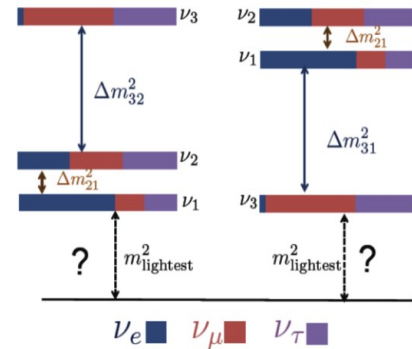 ν₃ ν₂
Δm²₂₁
ν₁
Δm²₃₂
Δm²₃₁
ν₂
Δm²₂₁
ν₁ ν₃
? m²lightest m²lightest ?
νe νμ ντ